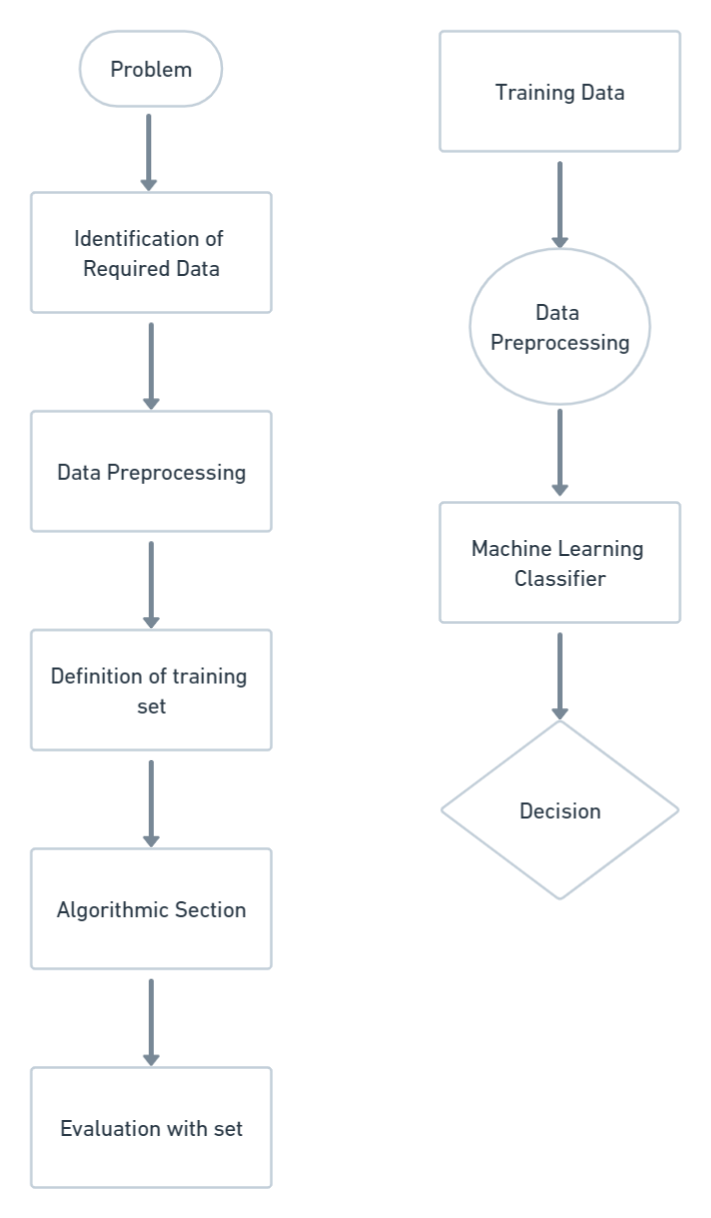 Problem
Identification of
Required Data
Data Preprocessing
Definition of training
set
Algorithmic Section
Evaluation with set
Training Data
Data
Preprocessing
Machine Learning
Classifier
Decision